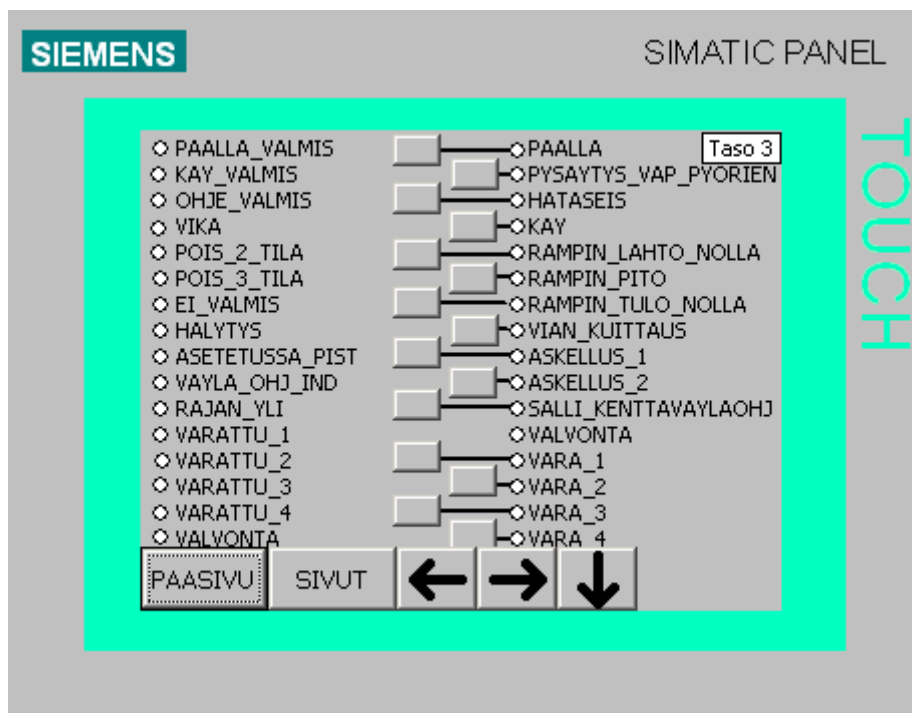 SIEMENS
SIMATIC PANEL
TOUCH
Taso 3
PAALLA_VALMIS PAALLA
KAY_VALMIS PYSAYTYS_VAP_PYORIEN
OHJE_VALMIS HATASEIS
VIKA KAY
POIS_2_TILA RAMPIN_LAHTO_NOLLA
POIS_3_TILA RAMPIN_PITO
EI_VALMIS RAMPIN_TULO_NOLLA
HALYTYS VIAN_KUITTAUS
ASETETUSSA_PIST ASKELLUS_1
VAYLA_OHJ_IND ASKELLUS_2
RAJAN_YLI SALLI_KENTTAVAYLAOHJ
VARATTU_1 VALVONTA
VARATTU_2 VARA_1
VARATTU_3 VARA_2
VARATTU_4 VARA_3
VALVONTA VARA_4
PAASIVU SIVUT